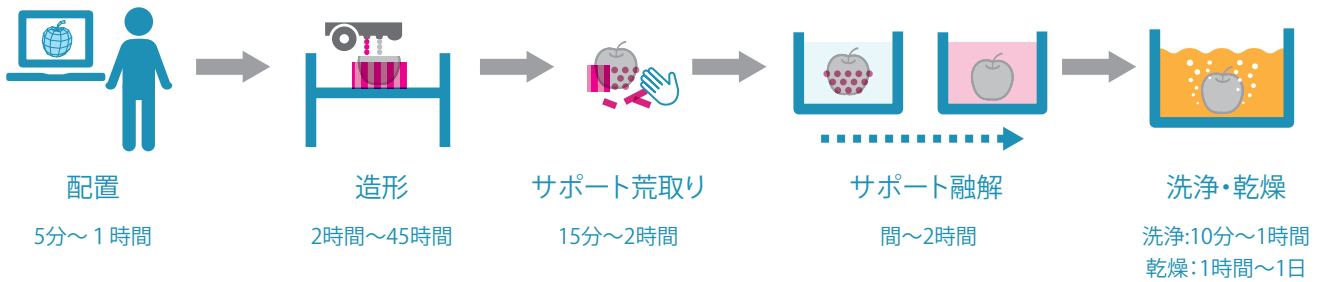 配置
5分～１時間
造形
2時間～45時間
サポート荒取り
15分～2時間
サポート融解
間～2時間
洗浄・乾燥
洗浄:10分～1時間
乾燥：1時間～1日